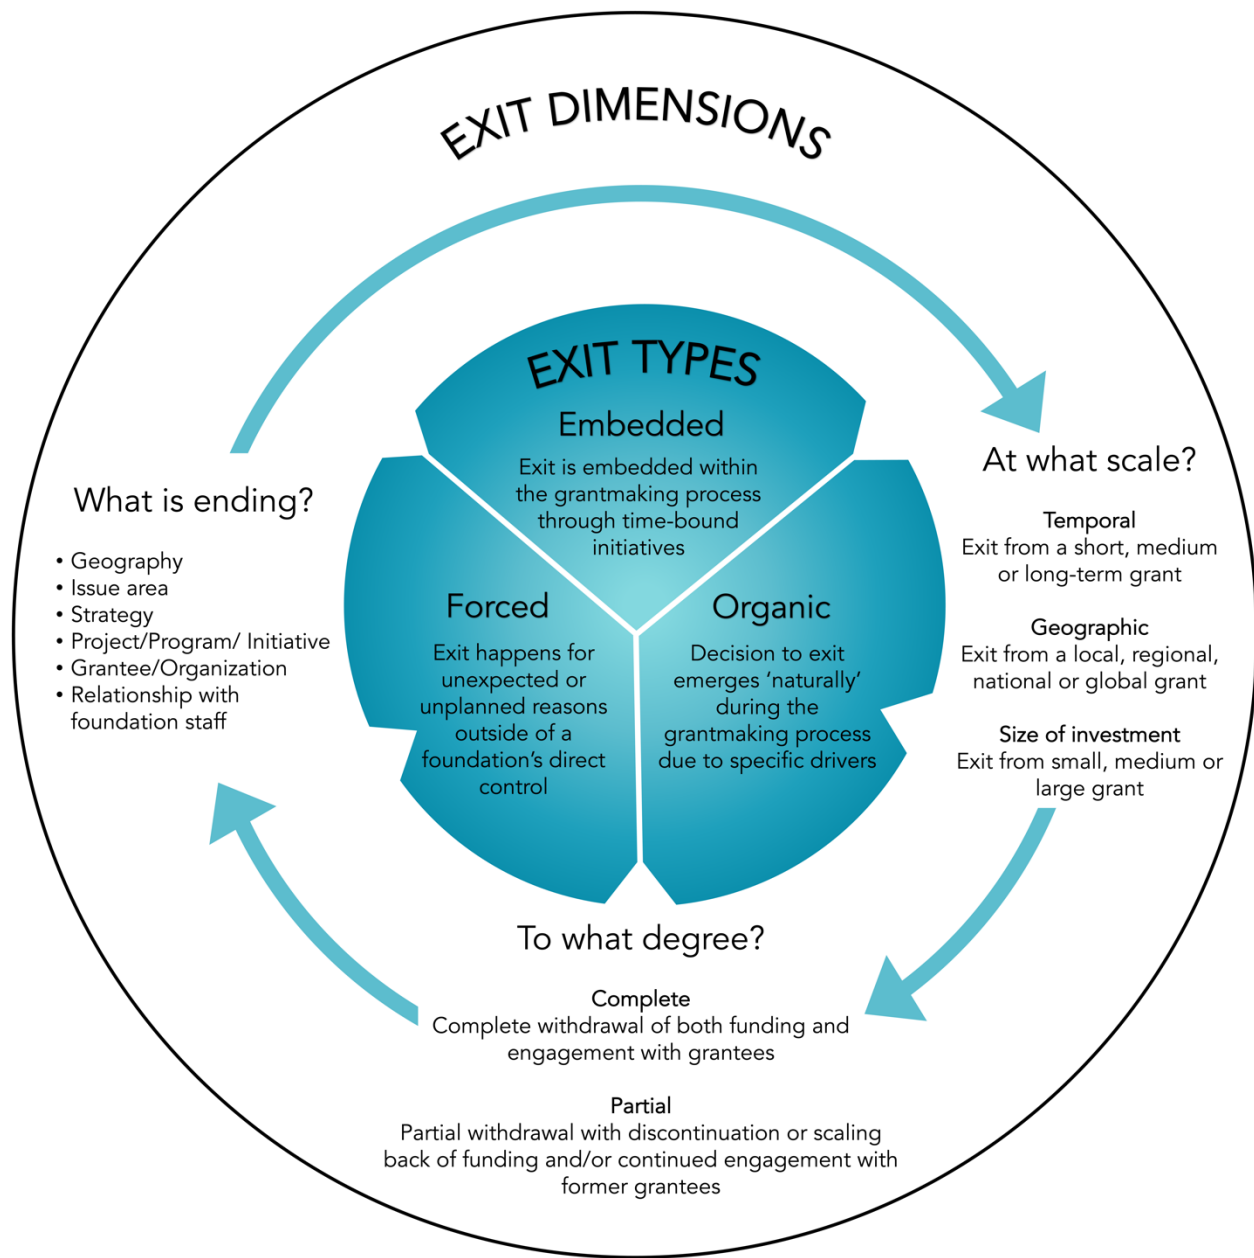 EXIT DIMENSIONS
EXIT TYPES
Embedded
Exit is embedded within
the grantmaking process
through time-bound
initiatives
Forced
Exit happens for
unexpected or
unplanned reasons
outside of a
foundation’s direct
control
Organic
Decision to exit
emerges ‘naturally’
during the
grantmaking process
due to specific drivers
What is ending?
• Geography
• Issue area
• Strategy
• Project/Program/ Initiative
• Grantee/Organization
• Relationship with
foundation staff
At what scale?
Temporal
Exit from a short, medium
or long-term grant
Geographic
Exit from a local, regional,
national or global grant
Size of investment
Exit from small, medium or
large grant
To what degree?
Complete
Complete withdrawal of both funding and
engagement with grantees
Partial
Partial withdrawal with discontinuation or scaling
back of funding and/or continued engagement with
former grantees